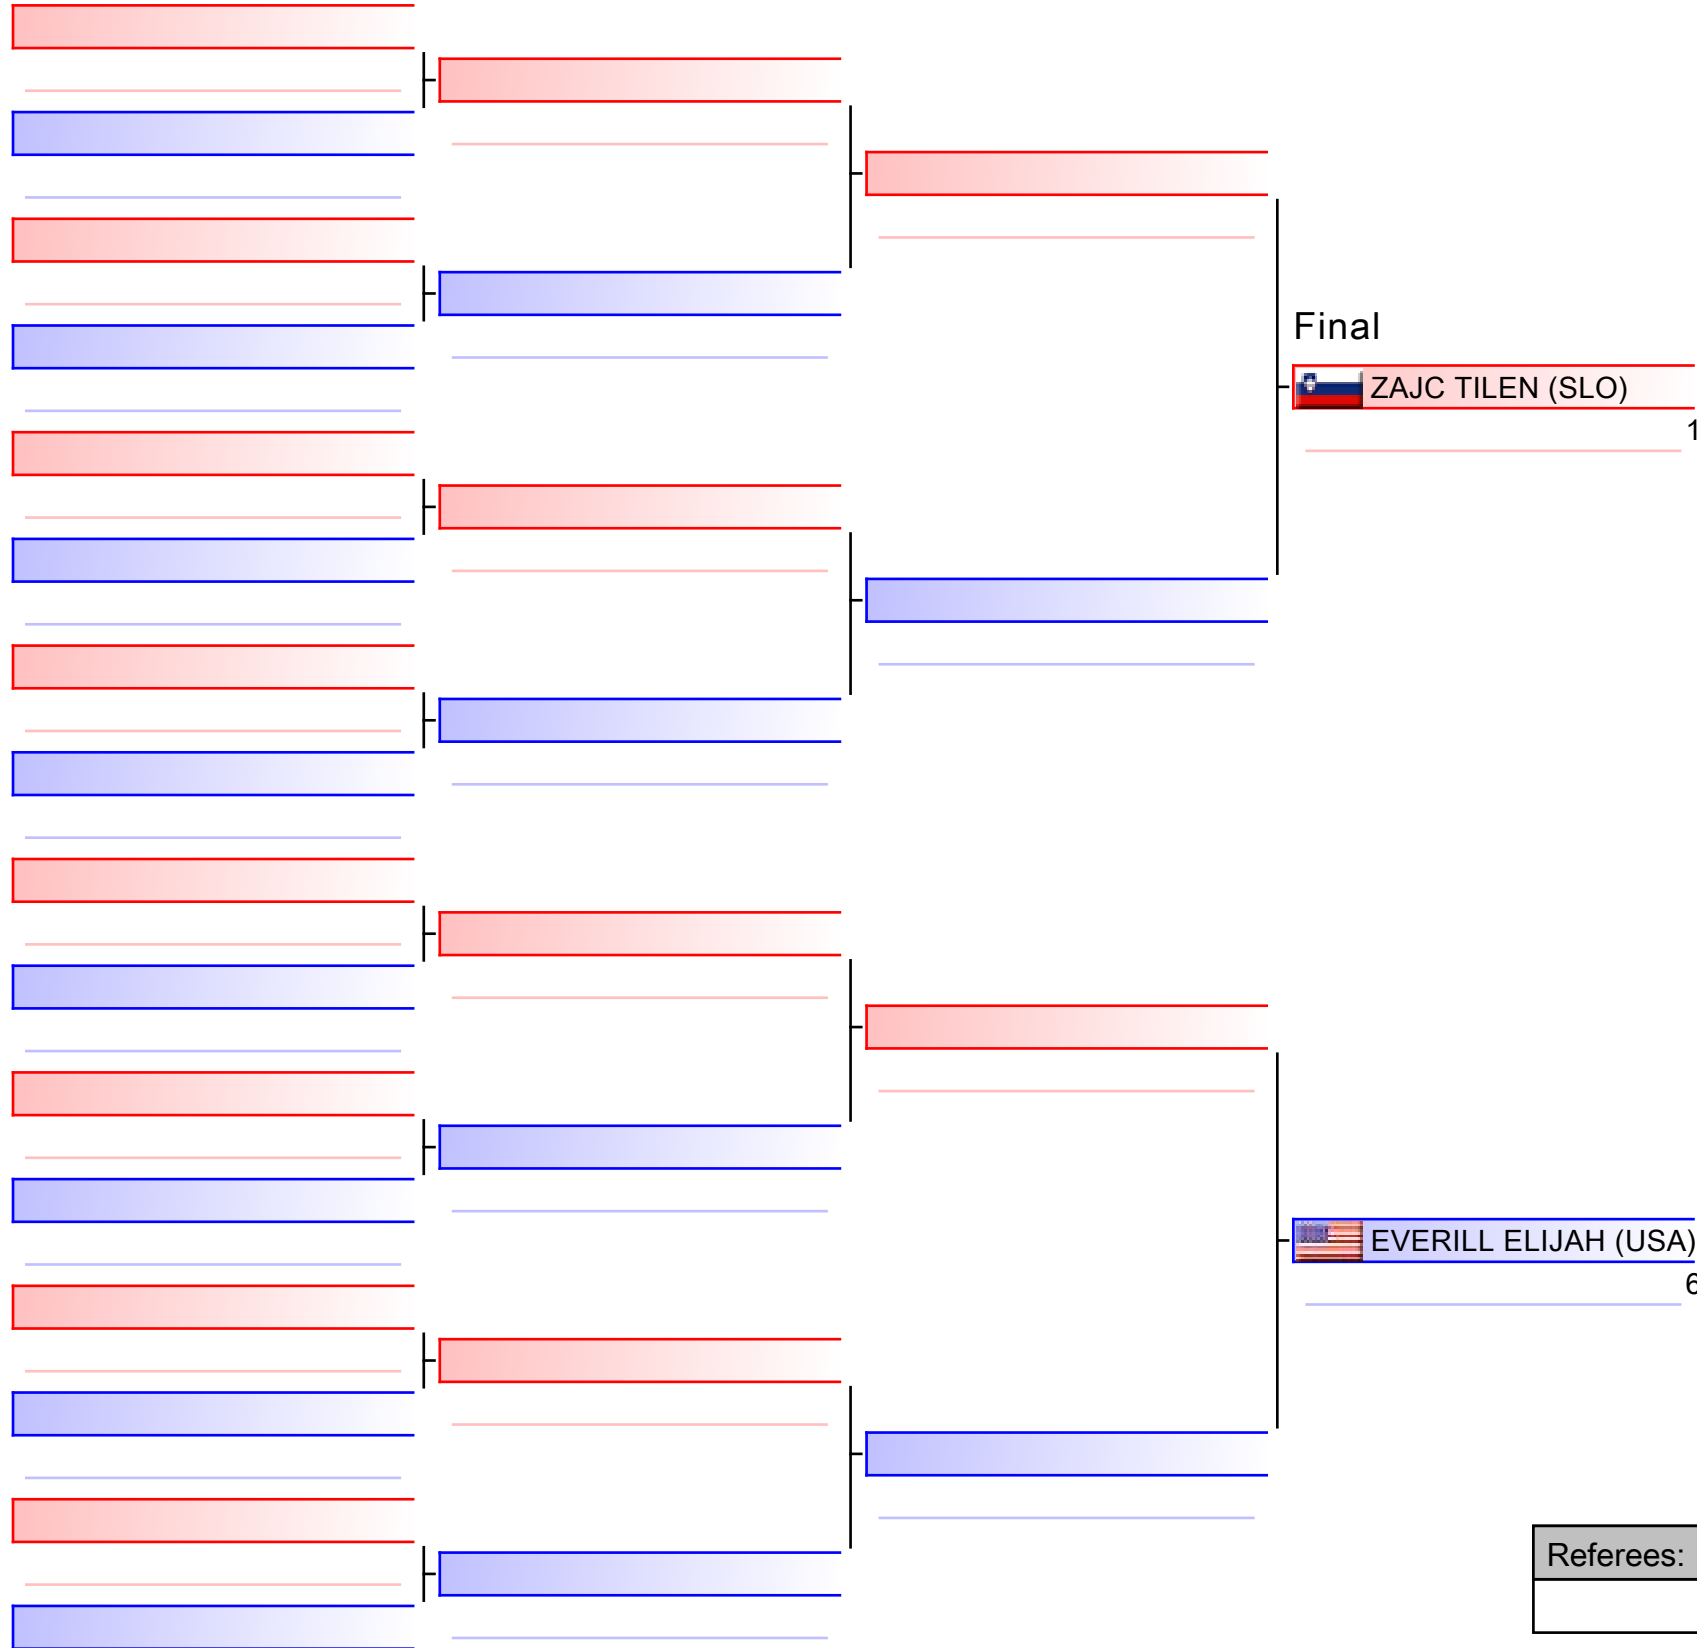 Final
ZAJC TILEN (SLO)
1
EVERILL ELIJAH (USA)
6
Referees: